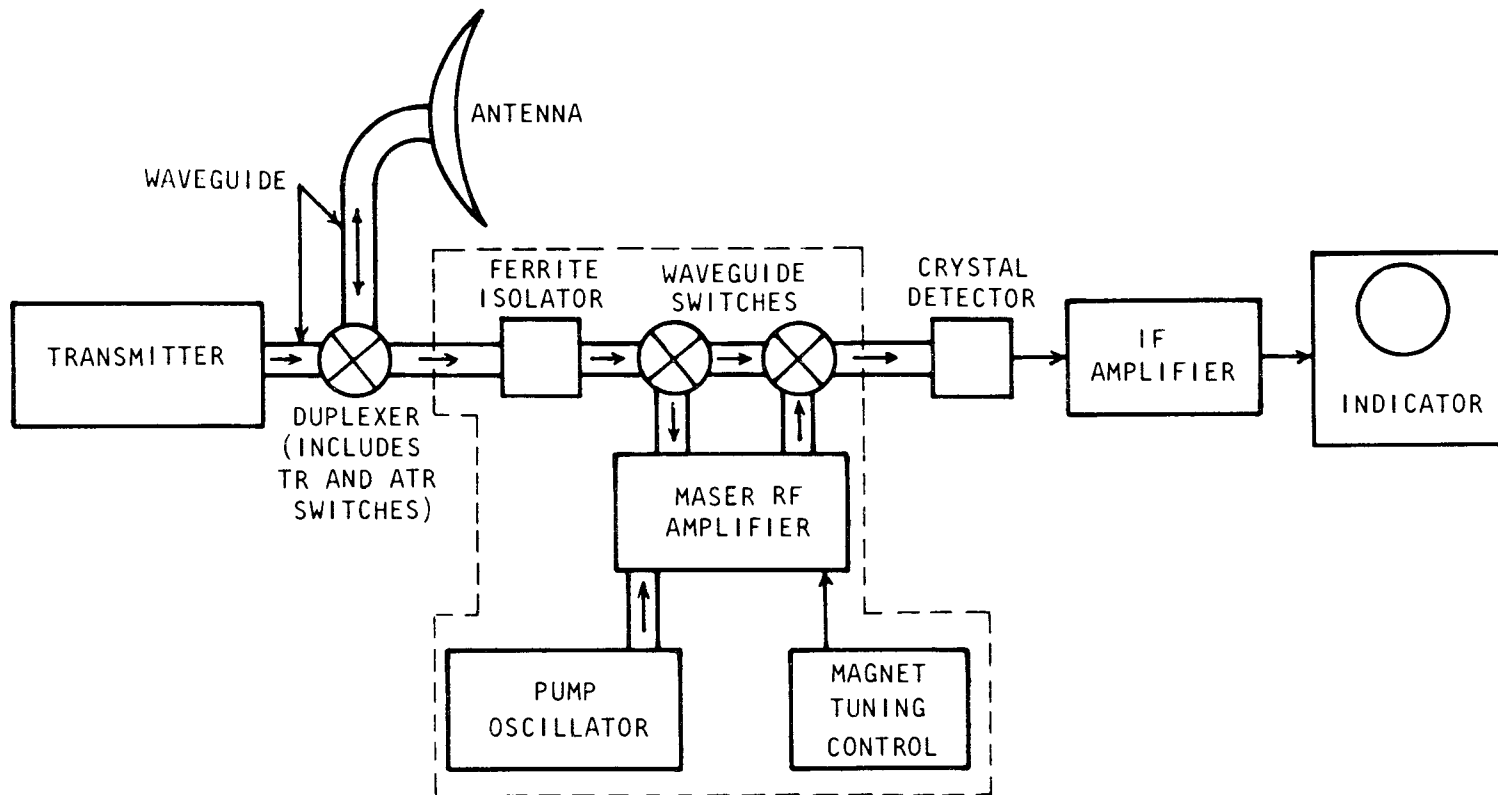 ANTENNA
WAVEGUIDE
FERRITE
ISOLATOR
WAVEGUIDE
SWITCHES
CRYSTAL
DETECTOR
TRANSMITTER
IF
AMPLIFIER
INDICATOR
DUPLEXER
(INCLUDES
TR AND ATR
SWITCHES)
MASER RF
AMPLIFIER
PUMP
OSCILLATOR
MAGNET
TUNING
CONTROL